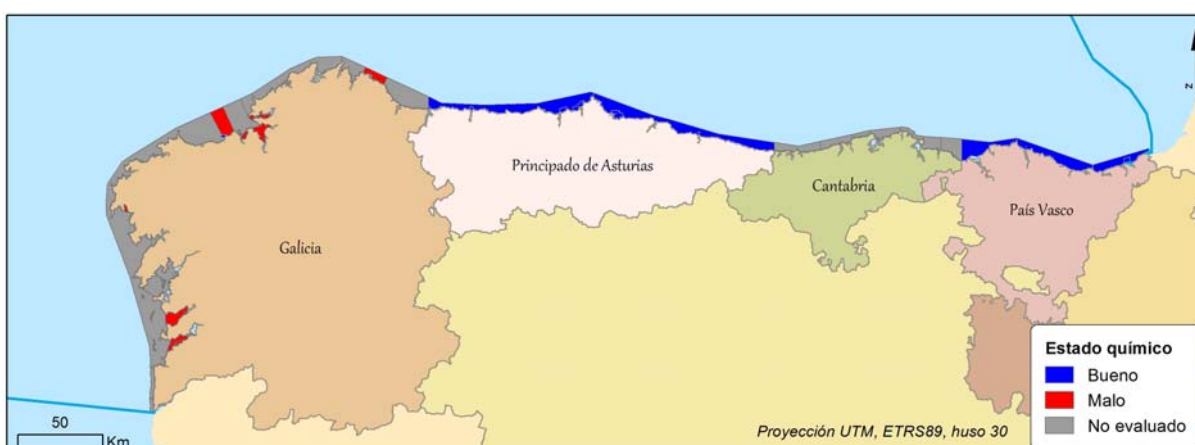 z
Principado de Asturias
Cantabria
País Vasco
Galicia
Estado químico
Bueno
Malo
No evaluado
50
Km
Proyección UTM, ETRS89, huso 30